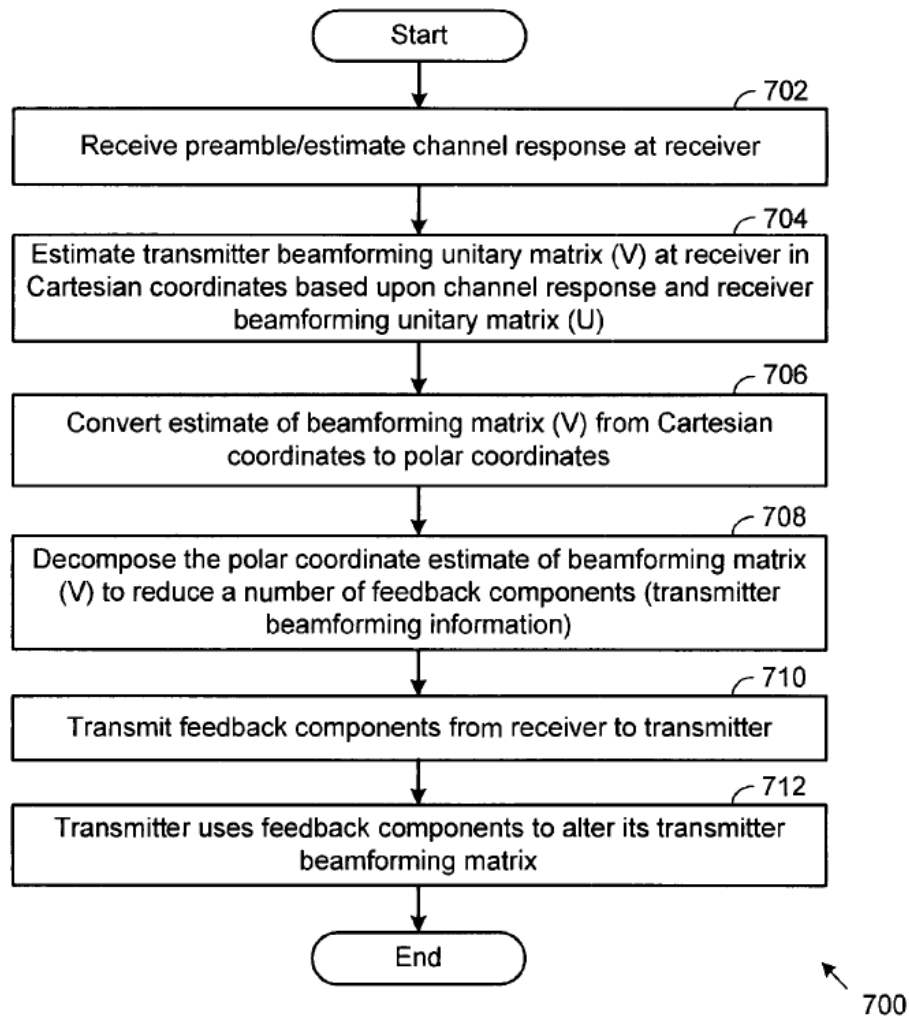 Start
702
Receive preamble/estimate channel response at receiver
704
Estimate transmitter beamforming unitary matrix (V) at receiver in
Cartesian coordinates based upon channel response and receiver
beamforming unitary matrix (U)
706
Convert estimate of beamforming matrix (V) from Cartesian
coordinates to polar coordinates
708
Decompose the polar coordinate estimate of beamforming matrix
(V) to reduce a number of feedback components (transmitter
beamforming information)
710
Transmit feedback components from receiver to transmitter
712
Transmitter uses feedback components to alter its transmitter
beamforming matrix
End
700